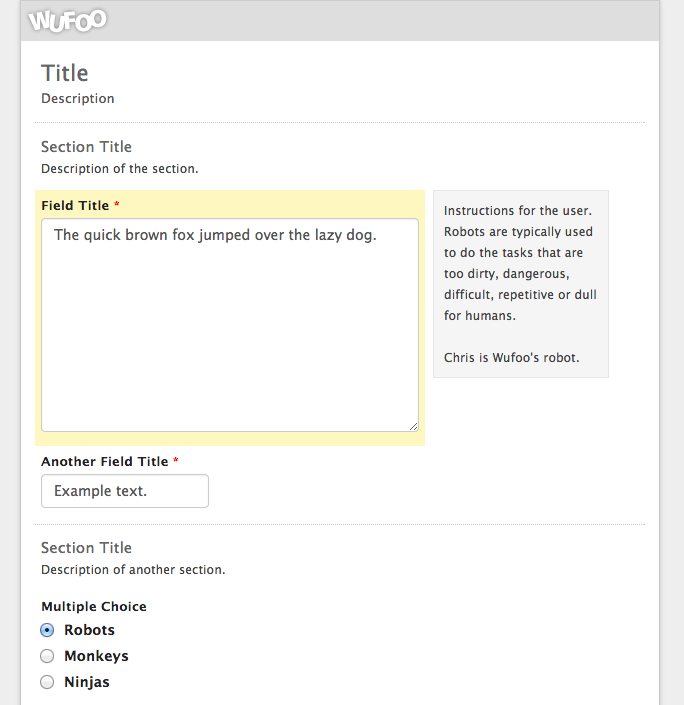 WUFOO
Title
Description
Section Title
Description of the section.
Field Title *
The quick brown fox jumped over the lazy dog.
Instructions for the user.
Robots are typically used
to do the tasks that are
too dirty, dangerous,
difficult, repetitive or dull
for humans.
Chris is Wufoo's robot.
Another Field Title *
Example text.
Section Title
Description of another section.
Multiple Choice
Robots
Monkeys
Ninjas